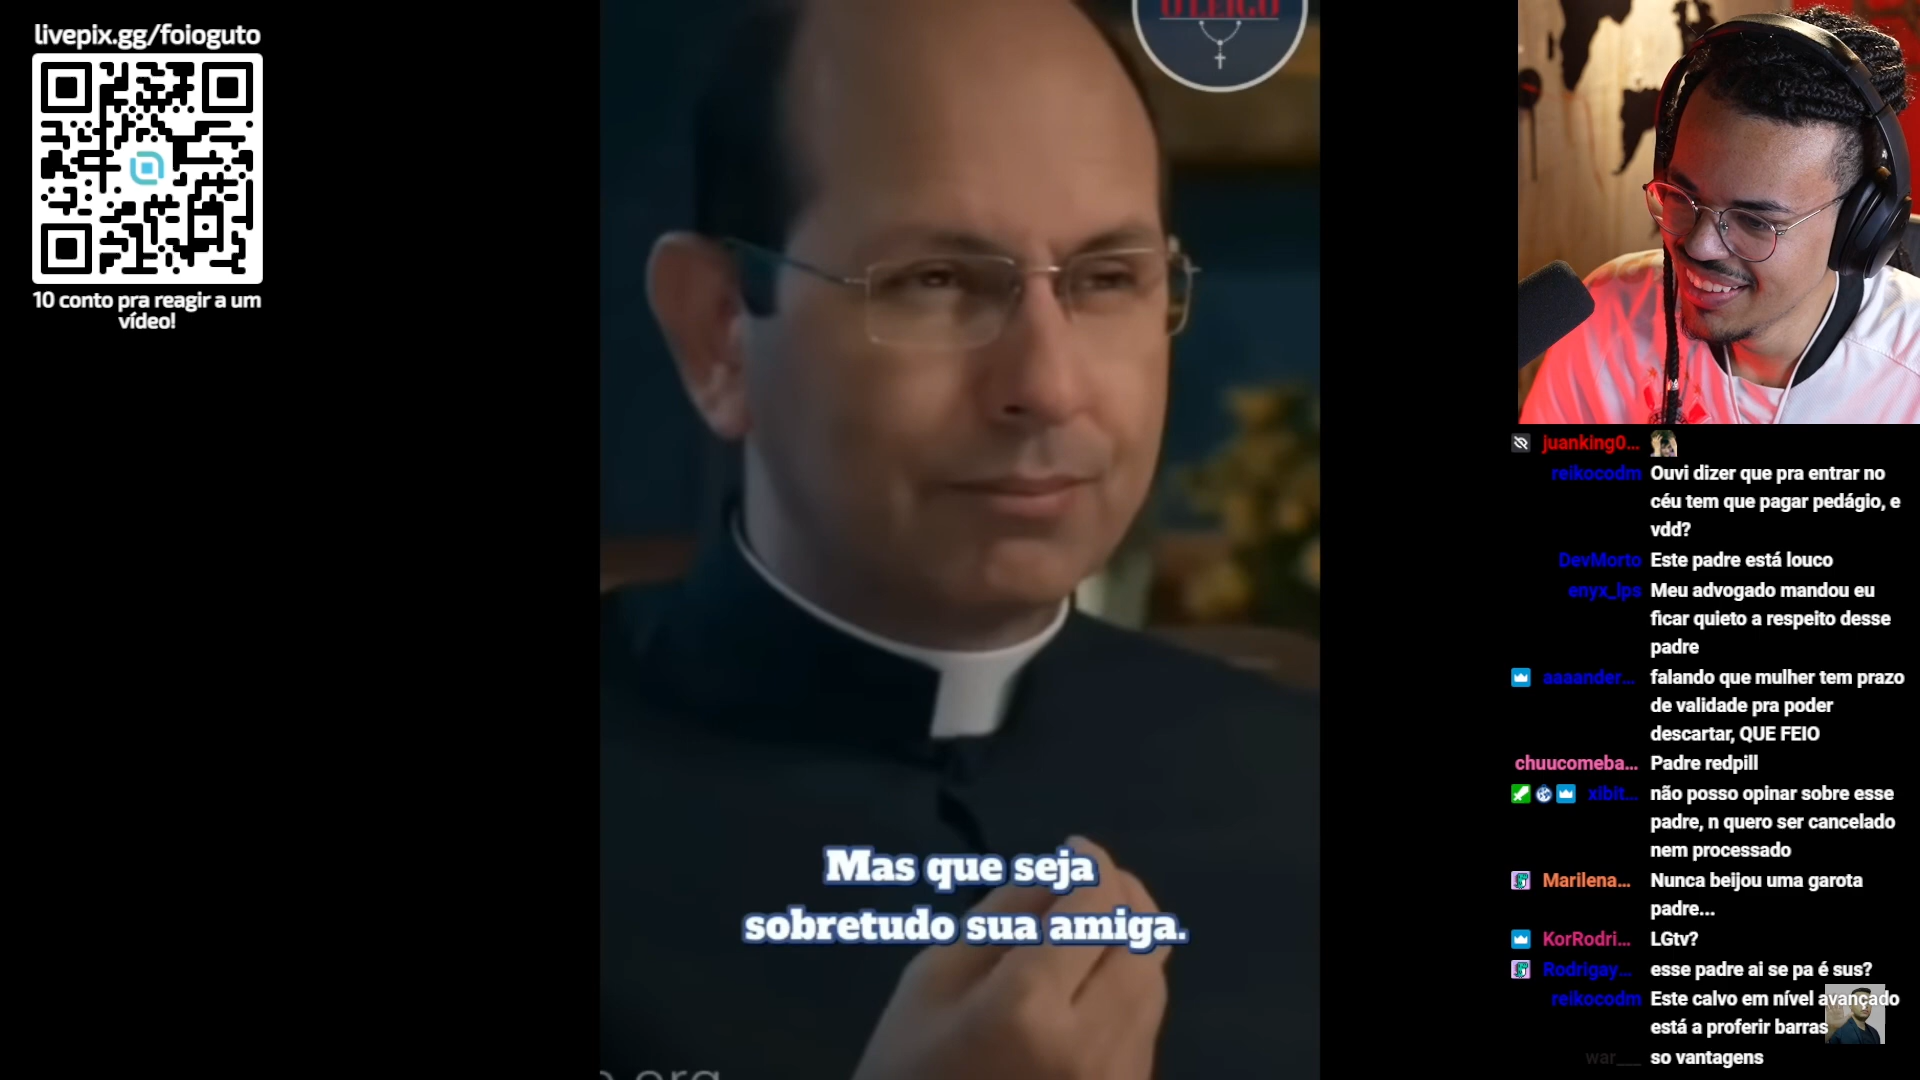 livepix.gg/foioguto
10 conto pra reagir a um
vídeo!
O LEIGO
Mas que seja
sobretudo sua amiga.
juanking0...
reikocodm Ouvi dizer que pra entrar no
céu tem que pagar pedágio, e
vdd?
DevMorto Este padre está louco
enyx_lps Meu advogado mandou eu
ficar quieto a respeito desse
padre
aaaander... falando que mulher tem prazo
de validade pra poder
descartar, QUE FEIO
chuucomeba... Padre redpill
xlbit... não posso opinar sobre esse
padre, n quero ser cancelado
nem processado
Marilena... Nunca beijou uma garota
padre...
KorRodri... LGtv?
Rodrigay... esse padre ai se pa é sus?
reikocodm Este calvo em nível avançado
está a proferir barras
war___ so vantagens